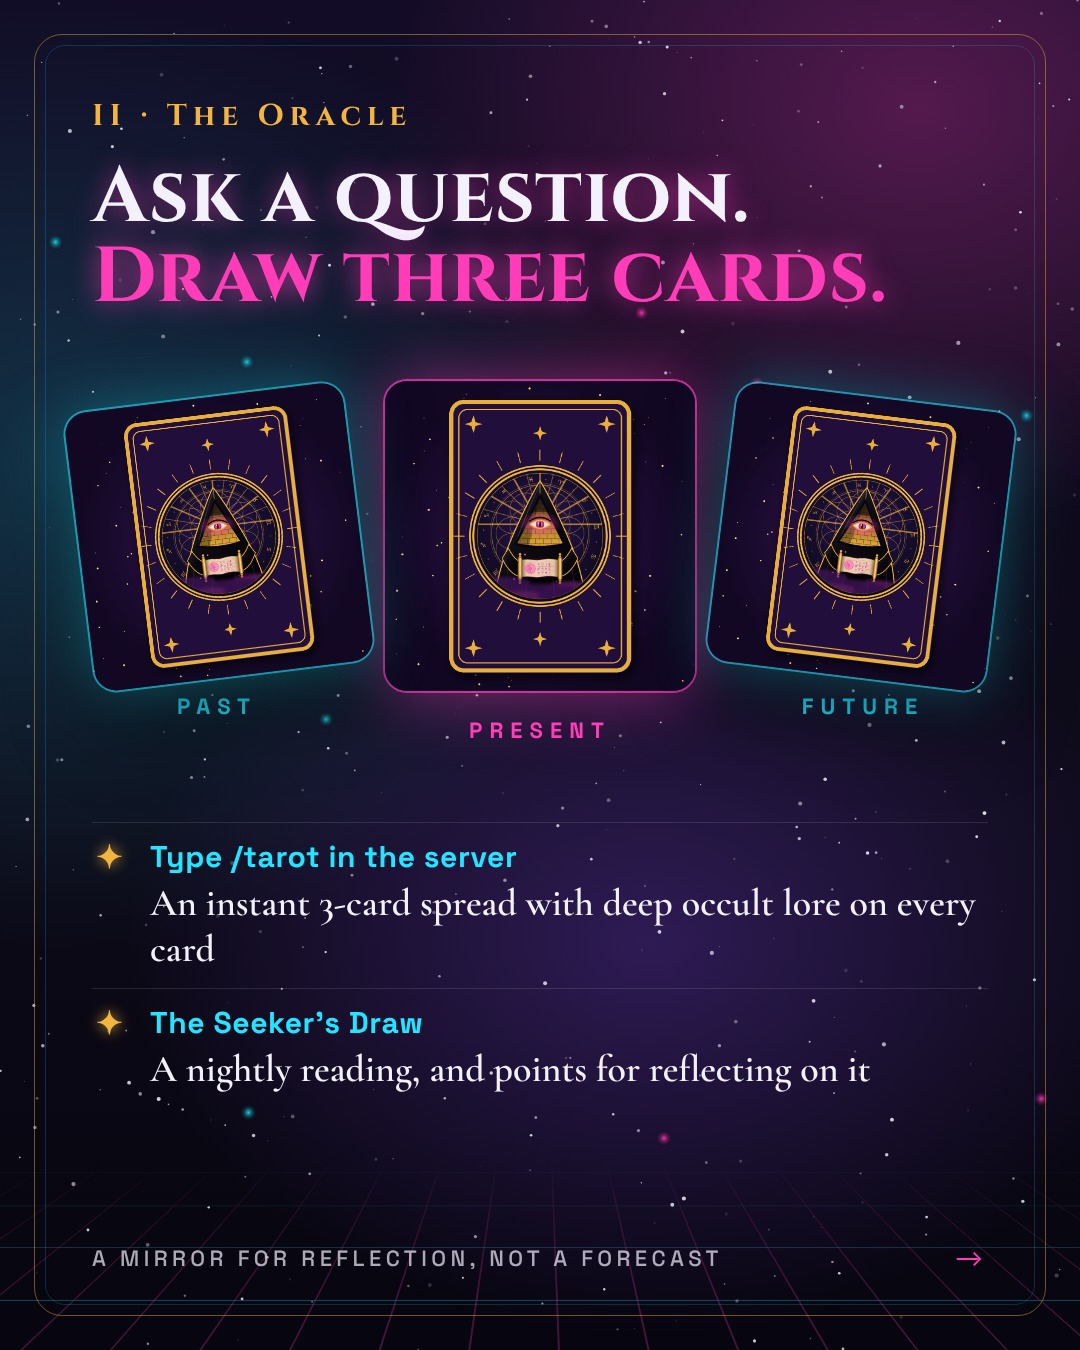 II · The Oracle
Ask a question.
Draw three cards.
PAST
PRESENT
FUTURE
Type /tarot in the server
An instant 3-card spread with deep occult lore on every
card
The Seeker’s Draw
A nightly reading, and points for reflecting on it
A MIRROR FOR REFLECTION, NOT A FORECAST →